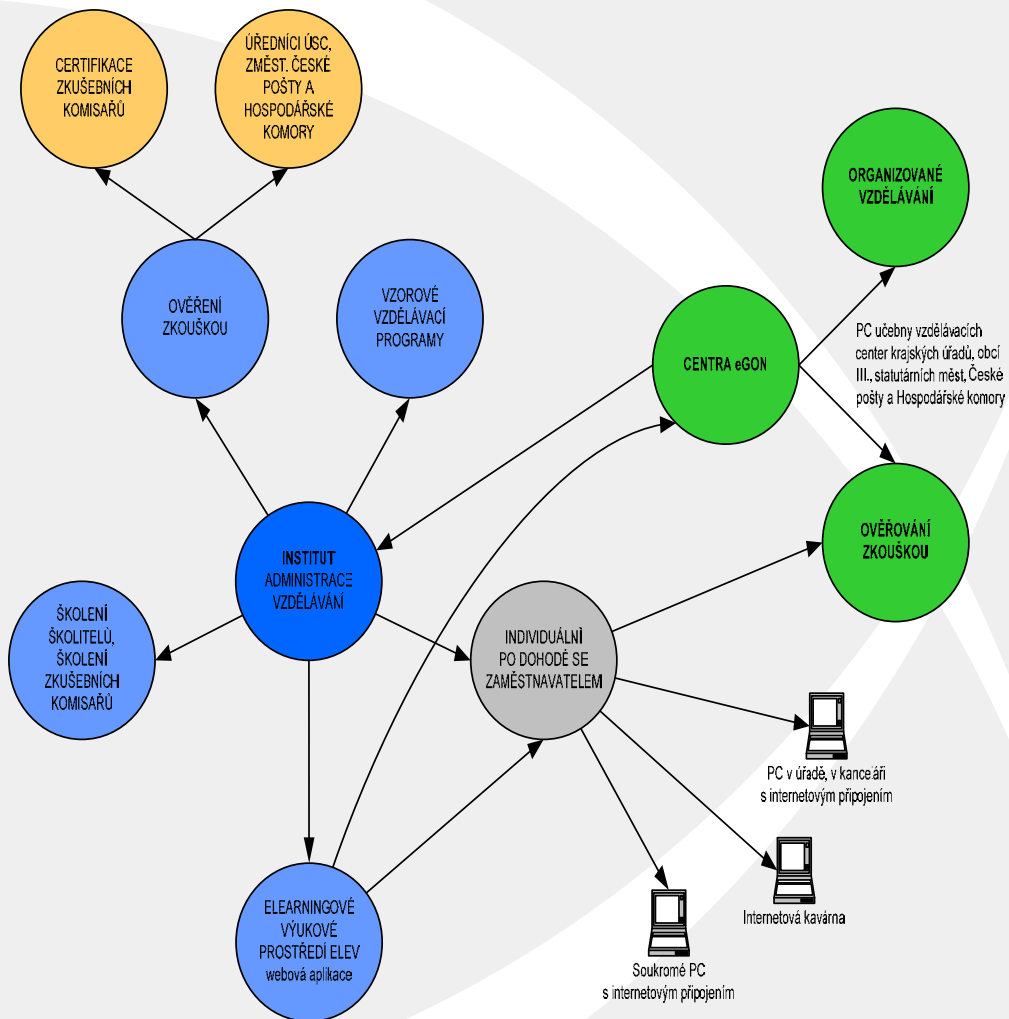 CERTIFIKACE
ZKUŠEBNÍCH
KOMISAŘŮ
ÚŘEDNÍCI ÚSC,
ZMĚST. ČESKÉ
POŠTY A
HOSPODÁŘSKÉ
KOMORY
ORGANIZOVANÉ
VZDĚLÁVÁNÍ
OVĚŘENÍ
ZKOUŠKOU
VZOROVÉ
VZDĚLÁVACÍ
PROGRAMY
CENTRA eGON
PC učebny vzdělávacích
center krajských úřadů, obcí
III., statutárních měst, České
pošty a Hospodářské komory
OVĚŘOVÁNÍ
ZKOUŠKOU
INSTITUT
ADMINISTRACE
VZDĚLÁVÁNÍ
ŠKOLENÍ
ŠKOLITELŮ,
ŠKOLENÍ
ZKUŠEBNÍCH
KOMISAŘŮ
INDIVIDUÁLNÍ
PO DOHODĚ SE
ZAMĚSTNAVATELEM
PC v úřadě, v kanceláři
s internetovým připojením
Internetová kavárna
Soukromé PC
s internetovým připojením
ELEARNINGOVÉ
VÝUKOVÉ
PROSTŘEDÍ ELEV
webová aplikace